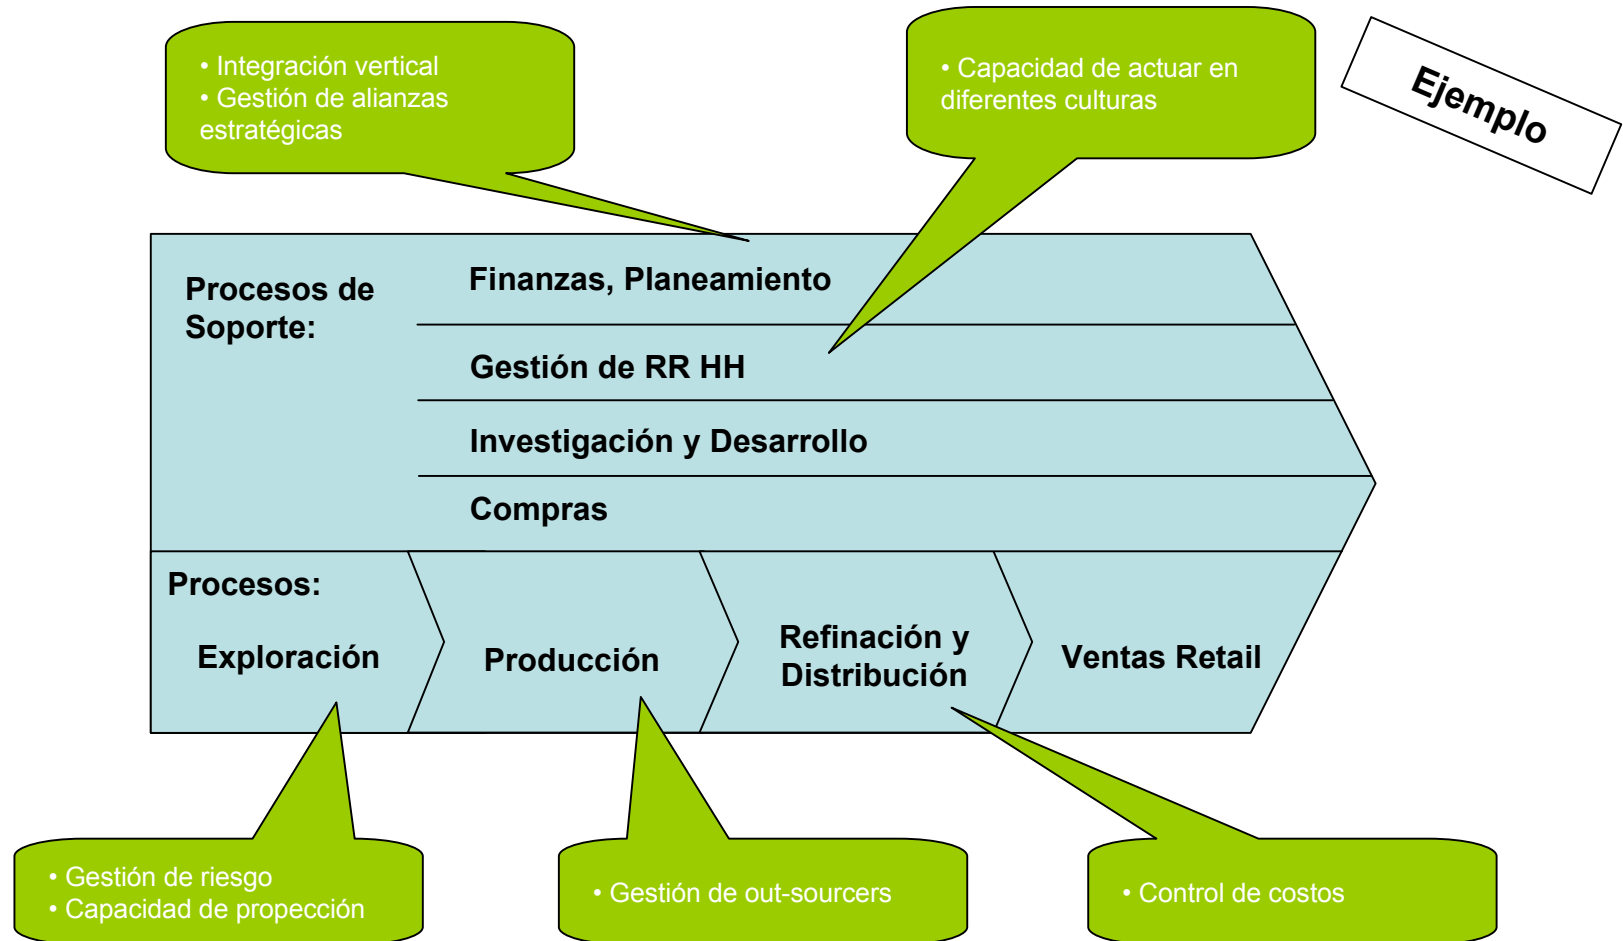 • Integración vertical
• Gestión de alianzas
estratégicas
• Capacidad de actuar en
diferentes culturas
Ejemplo
Procesos de
Soporte:
Finanzas, Planeamiento
Gestión de RR HH
Investigación y Desarrollo
Compras
Procesos:
Exploración
Producción
Refinación y
Distribución
Ventas Retail
• Gestión de riesgo
• Capacidad de propección
• Gestión de out-sourcers
• Control de costos